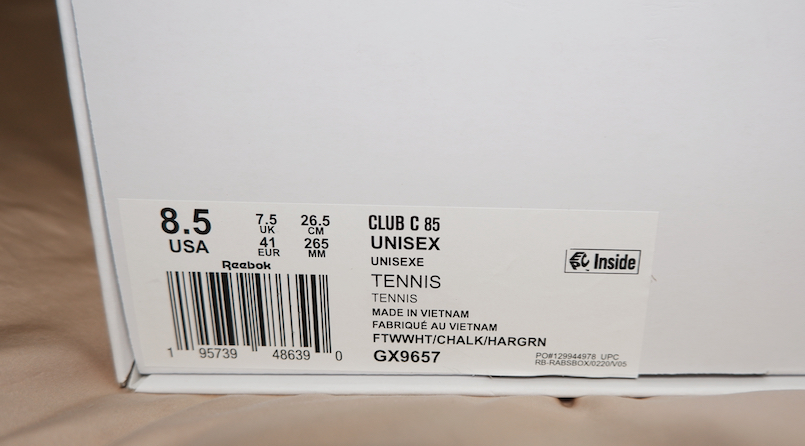 8.5
USA
7.5
UK
41
EUR
26.5
CM
265
MM
Reebok
1 95739 48639 0
CLUB C 85
UNISEX
UNISEXE
TENNIS
TENNIS
MADE IN VIETNAM
FABRIQUÉ AU VIETNAM
FTWWHT/CHALK/HARGRN
GX9657
Inside
PO#129944978 UPC
RB-RABSBOX/0220/V05